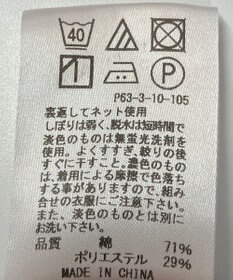 40
P
P63-3-10-105
裏返してネット使用
しぼりは弱く、脱水は短時間で
淡色のものは無蛍光洗剤を
使用。よくすすぎ、絞りの後
すぐに干すこと。濃色のもの
は、着用による摩擦で色落ち
する事がありますので、組み
合せの衣服にご注意下さい。
また、淡色のものとは別に
お洗い下さい。
品質 綿 71%
ポリエステル 29%
MADE IN CHINA